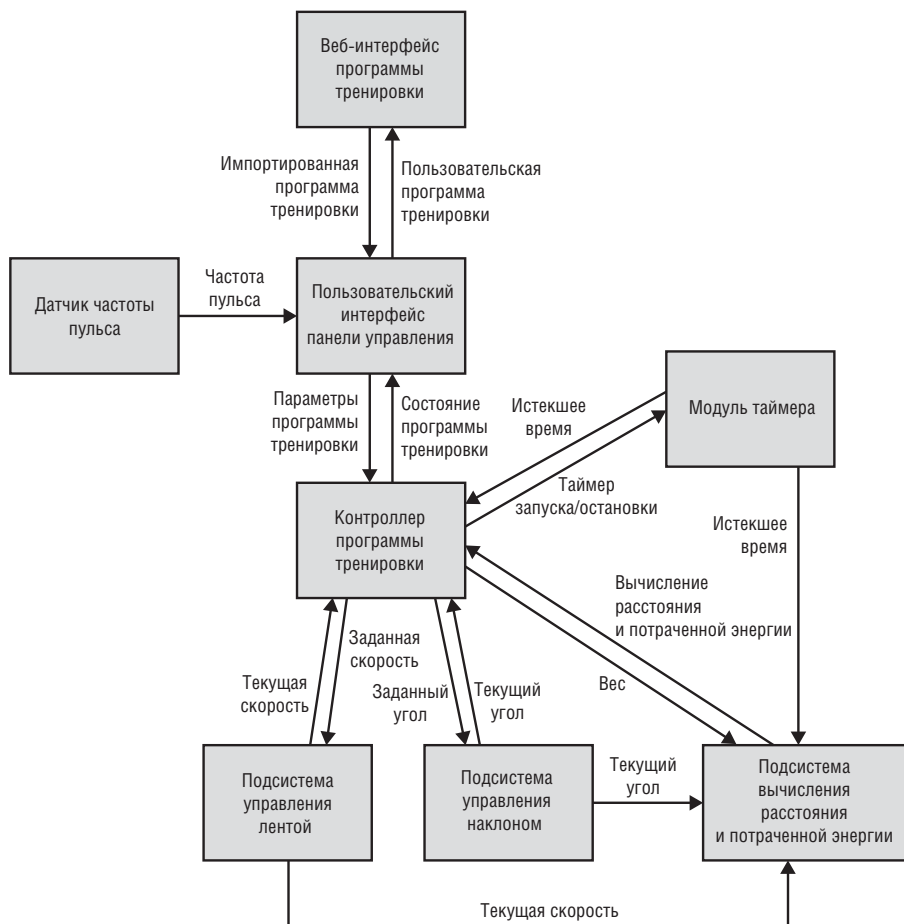 Веб-интерфейс
программы
тренировки
Импортированная
программа
тренировки
Пользовательская
программа
тренировки
Датчик частоты
пульса
Частота
пульса
Пользовательский
интерфейс
панели управления
Параметры
программы
тренировки
Состояние
программы
тренировки
Истекшее
время
Модуль таймера
Таймер
запуска/остановки
Контроллер
программы
тренировки
Истекшее
время
Вычисление
расстояния
и потраченной энергии
Вес
Текущая
скорость
Заданная
скорость
Заданный
угол
Текущий
угол
Подсистема
управления
лентой
Подсистема
управления
наклоном
Текущий
угол
Подсистема
вычисления
расстояния
и потраченной энергии
Текущая скорость